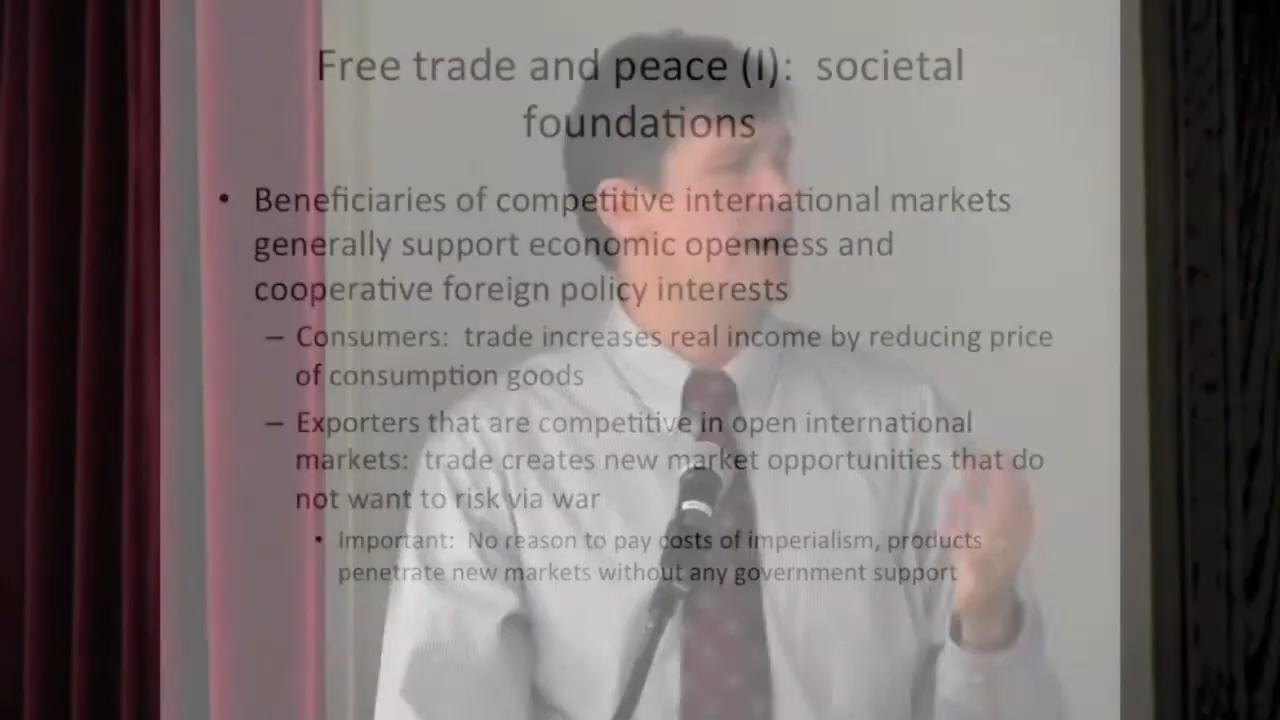 Free trade and peace (I):  societal
foundations
• Beneficiaries of competitive international markets
generally support economic openness and
cooperative foreign policy interests
– Consumers:  trade increases real income by reducing price
of consumption goods
– Exporters that are competitive in open international
markets:  trade creates new market opportunities that do
not want to risk via war
• Important:  No reason to pay costs of imperialism, products
penetrate new markets without any government support